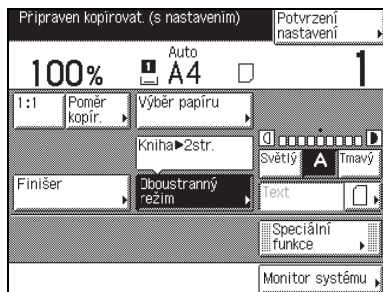 Připraven kopírovat. (s nastavením)
Potvrzení
nastavení
100%
1
Auto
A4
1
1:1
Poměr
kopír.
Výběr papíru
Kniha▶2str.
Světlý
A
Tmavý
Finišer
Oboustranný
režim
Text
Speciální
funkce
Monitor systému